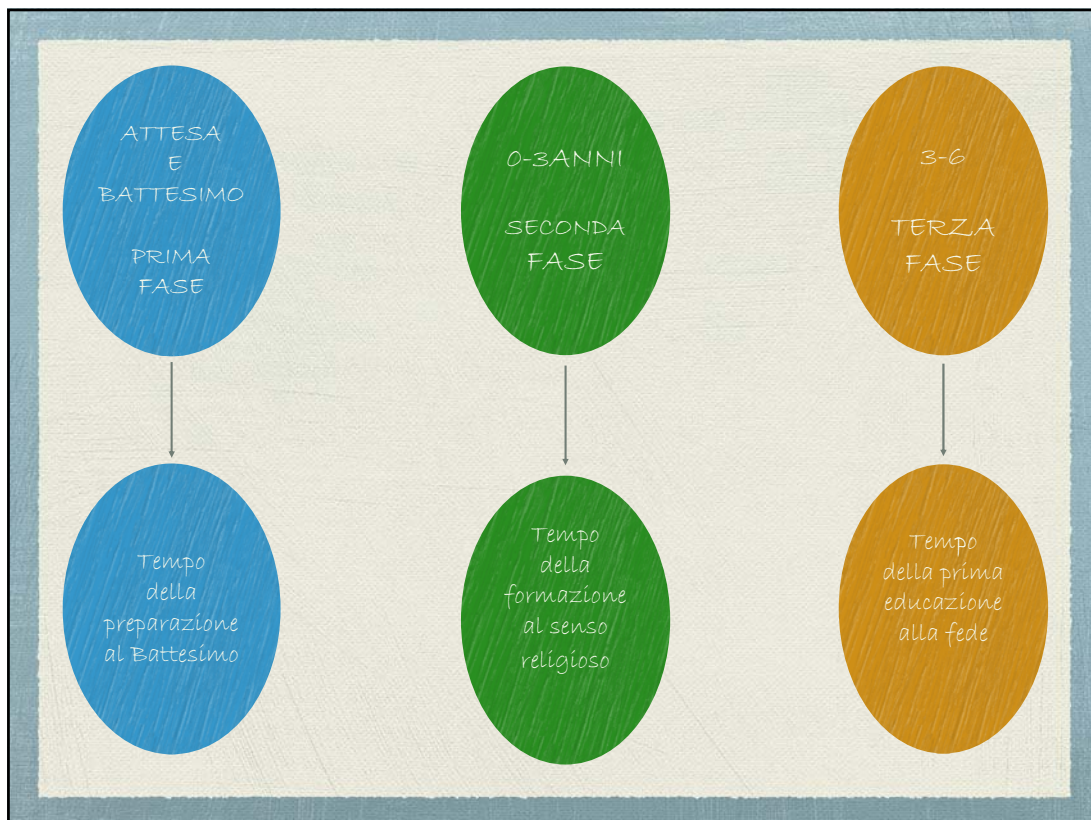 ATTESA
E
BATTESIMO
PRIMA
FASE
0-3ANNI
SECONDA
FASE
3-6
TERZA
FASE
Tempo
della
preparazione
al Battesimo
Tempo
della
formazione
al senso
religioso
Tempo
della prima
educazione
alla fede